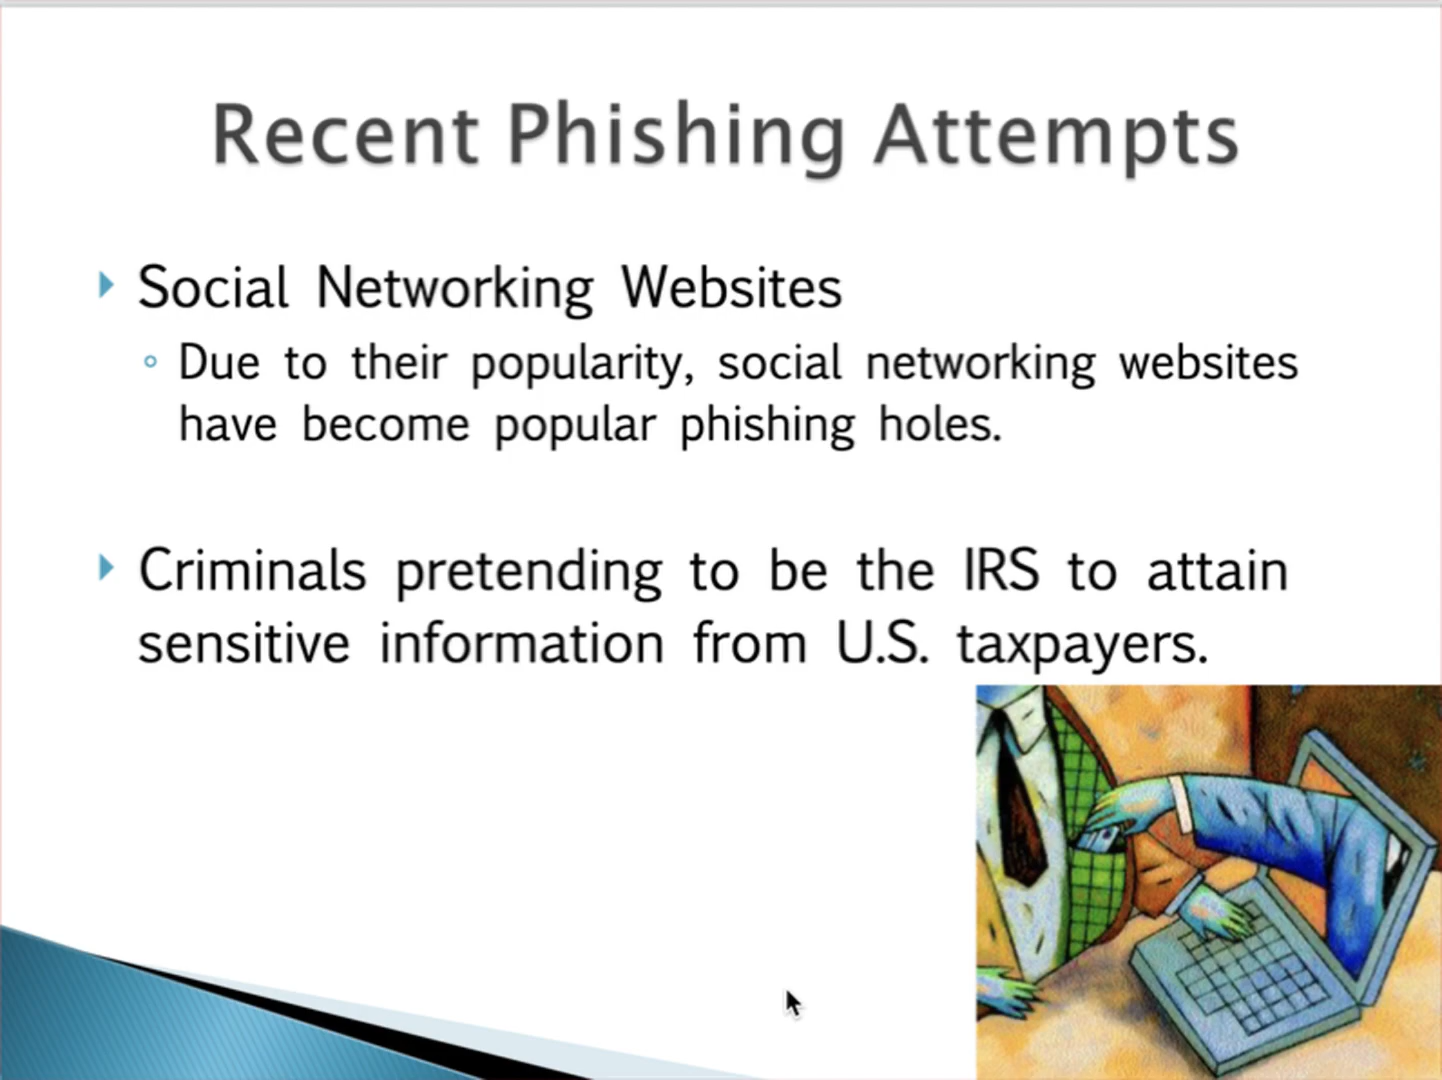 Recent Phishing Attempts
Social Networking Websites
Due to their popularity, social networking websites
have become popular phishing holes.
Criminals pretending to be the IRS to attain
sensitive information from U.S. taxpayers.